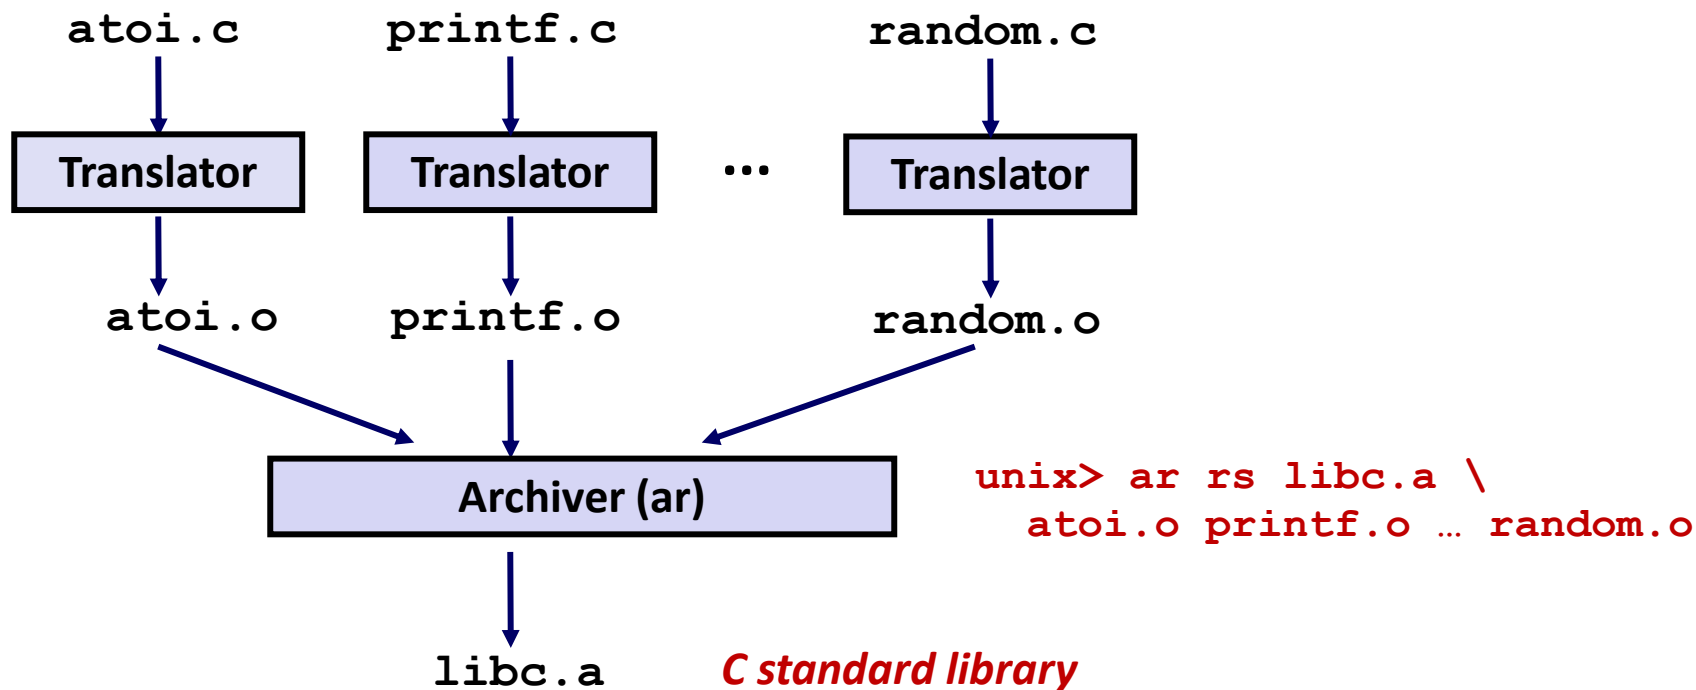 atoi.c printf.c random.c
Translator Translator ... Translator
atoi.o printf.o random.o
Archiver (ar)
unix> ar rs libc.a \
atoi.o printf.o … random.o
libc.a C standard library